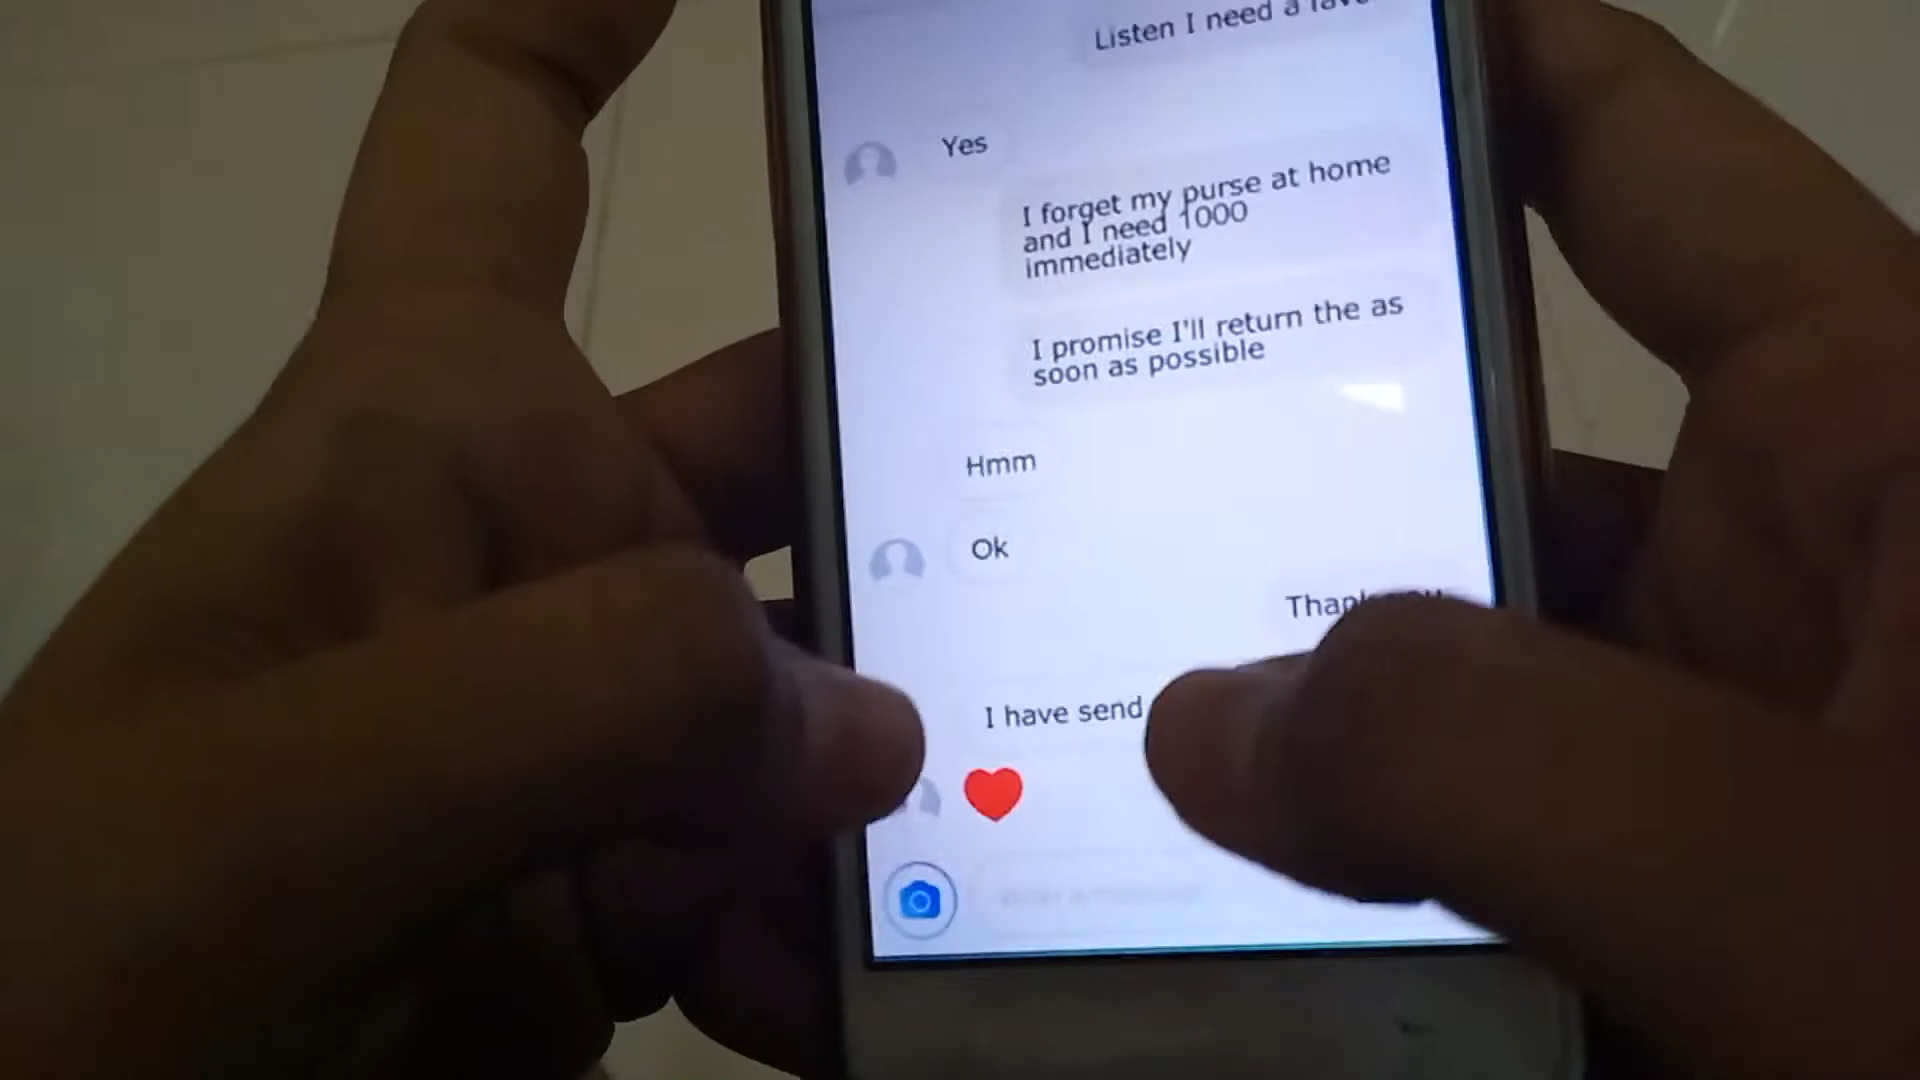 Listen I need a
Yes
I forget my purse at home
and I need 1000
immediately
I promise I'll return the as
soon as possible
Hmm
Ok
I have send